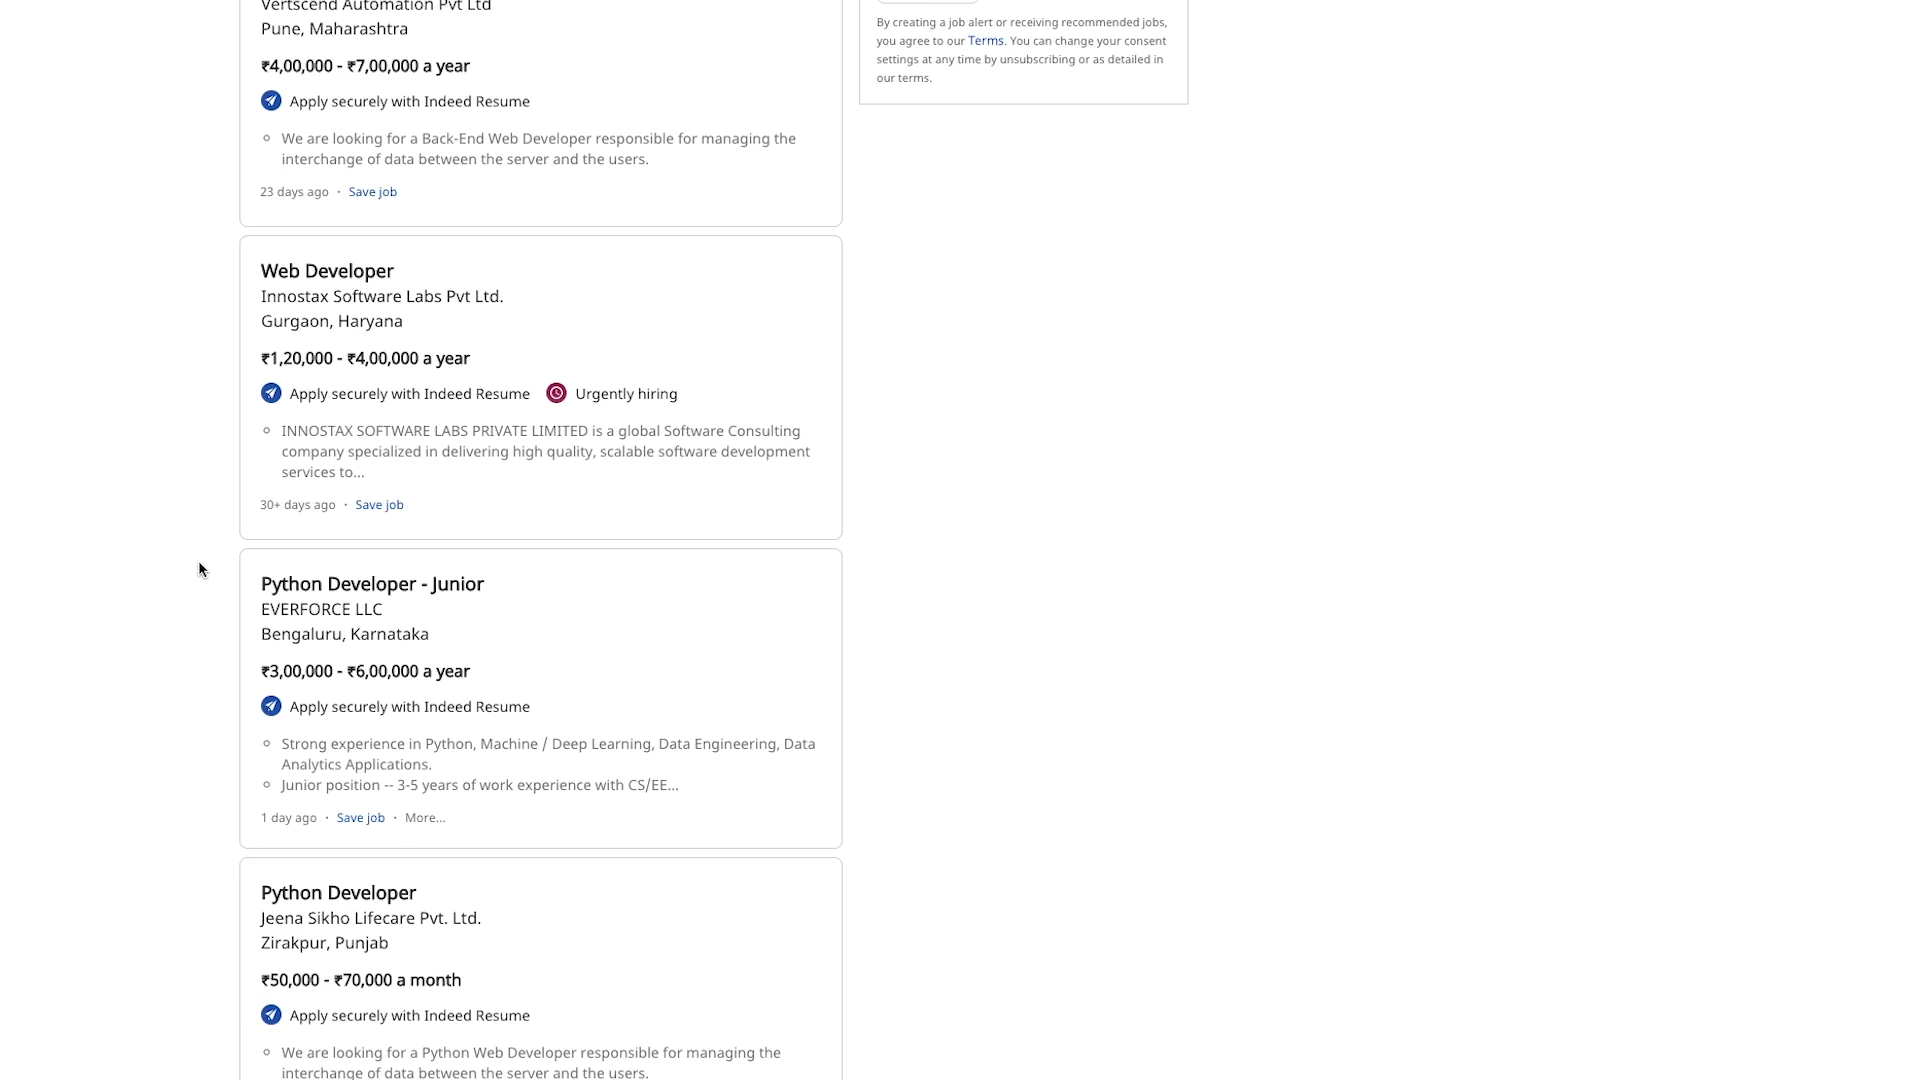 Vertscend Automation Pvt Ltd
Pune, Maharashtra
₹4,00,000 - ₹7,00,000 a year
Apply securely with Indeed Resume
We are looking for a Back-End Web Developer responsible for managing the
interchange of data between the server and the users.
23 days ago · Save job
Web Developer
Innostax Software Labs Pvt Ltd.
Gurgaon, Haryana
₹1,20,000 - ₹4,00,000 a year
Apply securely with Indeed Resume Urgently hiring
INNOSTAX SOFTWARE LABS PRIVATE LIMITED is a global Software Consulting
company specialized in delivering high quality, scalable software development
services to...
30+ days ago · Save job
Python Developer - Junior
EVERFORCE LLC
Bengaluru, Karnataka
₹3,00,000 - ₹6,00,000 a year
Apply securely with Indeed Resume
Strong experience in Python, Machine / Deep Learning, Data Engineering, Data
Analytics Applications.
Junior position -- 3-5 years of work experience with CS/EE...
1 day ago · Save job · More...
Python Developer
Jeena Sikho Lifecare Pvt. Ltd.
Zirakpur, Punjab
₹50,000 - ₹70,000 a month
Apply securely with Indeed Resume
We are looking for a Python Web Developer responsible for managing the
interchange of data between the server and the users.
By creating a job alert or receiving recommended jobs,
you agree to our Terms. You can change your consent
settings at any time by unsubscribing or as detailed in
our terms.